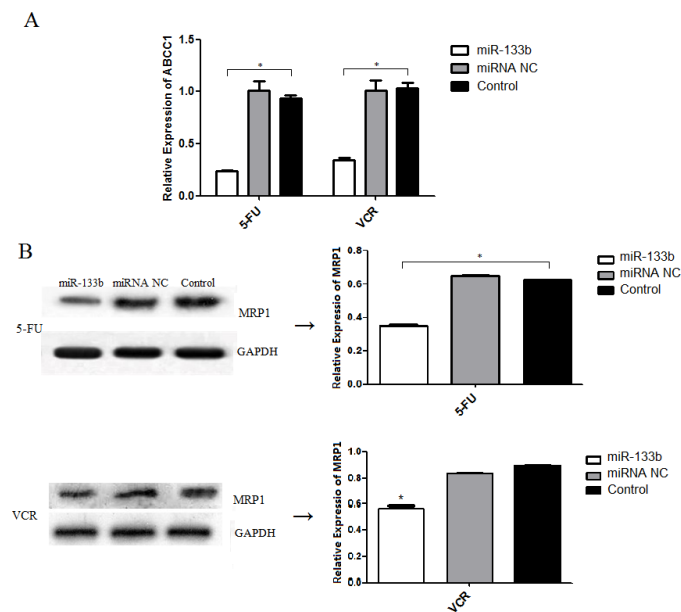 A
Relative Expression of ABCC1
1.5
1.0
0.5
0.0
*
*
5-FU
VCR
miR-133b
miRNA NC
Control
B
miR-133b miRNA NC Control
5-FU
MRP1
GAPDH
→
Relative Expressio of MRP1
0.8
0.6
0.4
0.2
0.0
*
5-FU
miR-133b
miRNA NC
Control
VCR
MRP1
GAPDH
→
Relative Expressio of MRP1
1.0
0.8
0.6
0.4
0.2
0.0
*
VCR
miR-133b
miRNA NC
Control